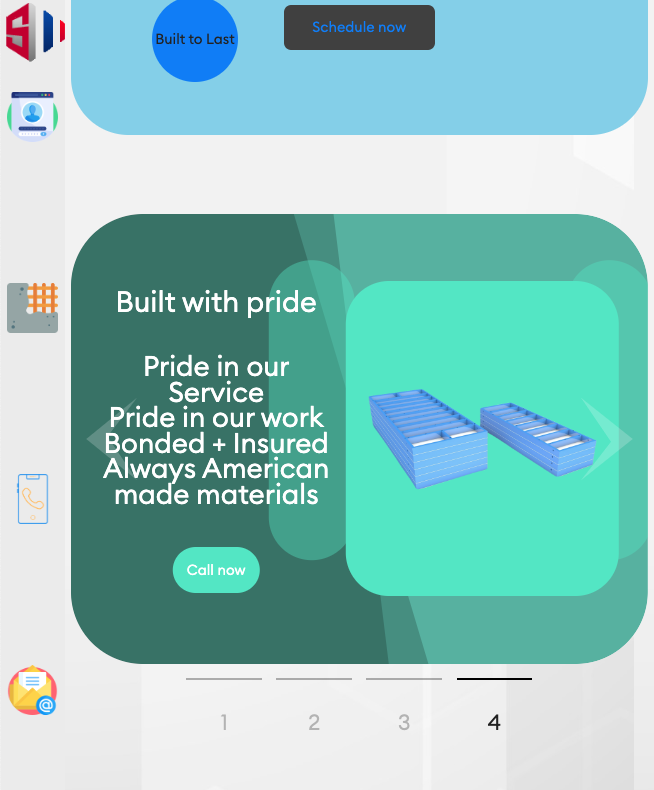 Built to Last
Schedule now
Built with pride
Pride in our
Service
Pride in our work
Bonded + Insured
Always American
made materials
Call now
1
2
3
4